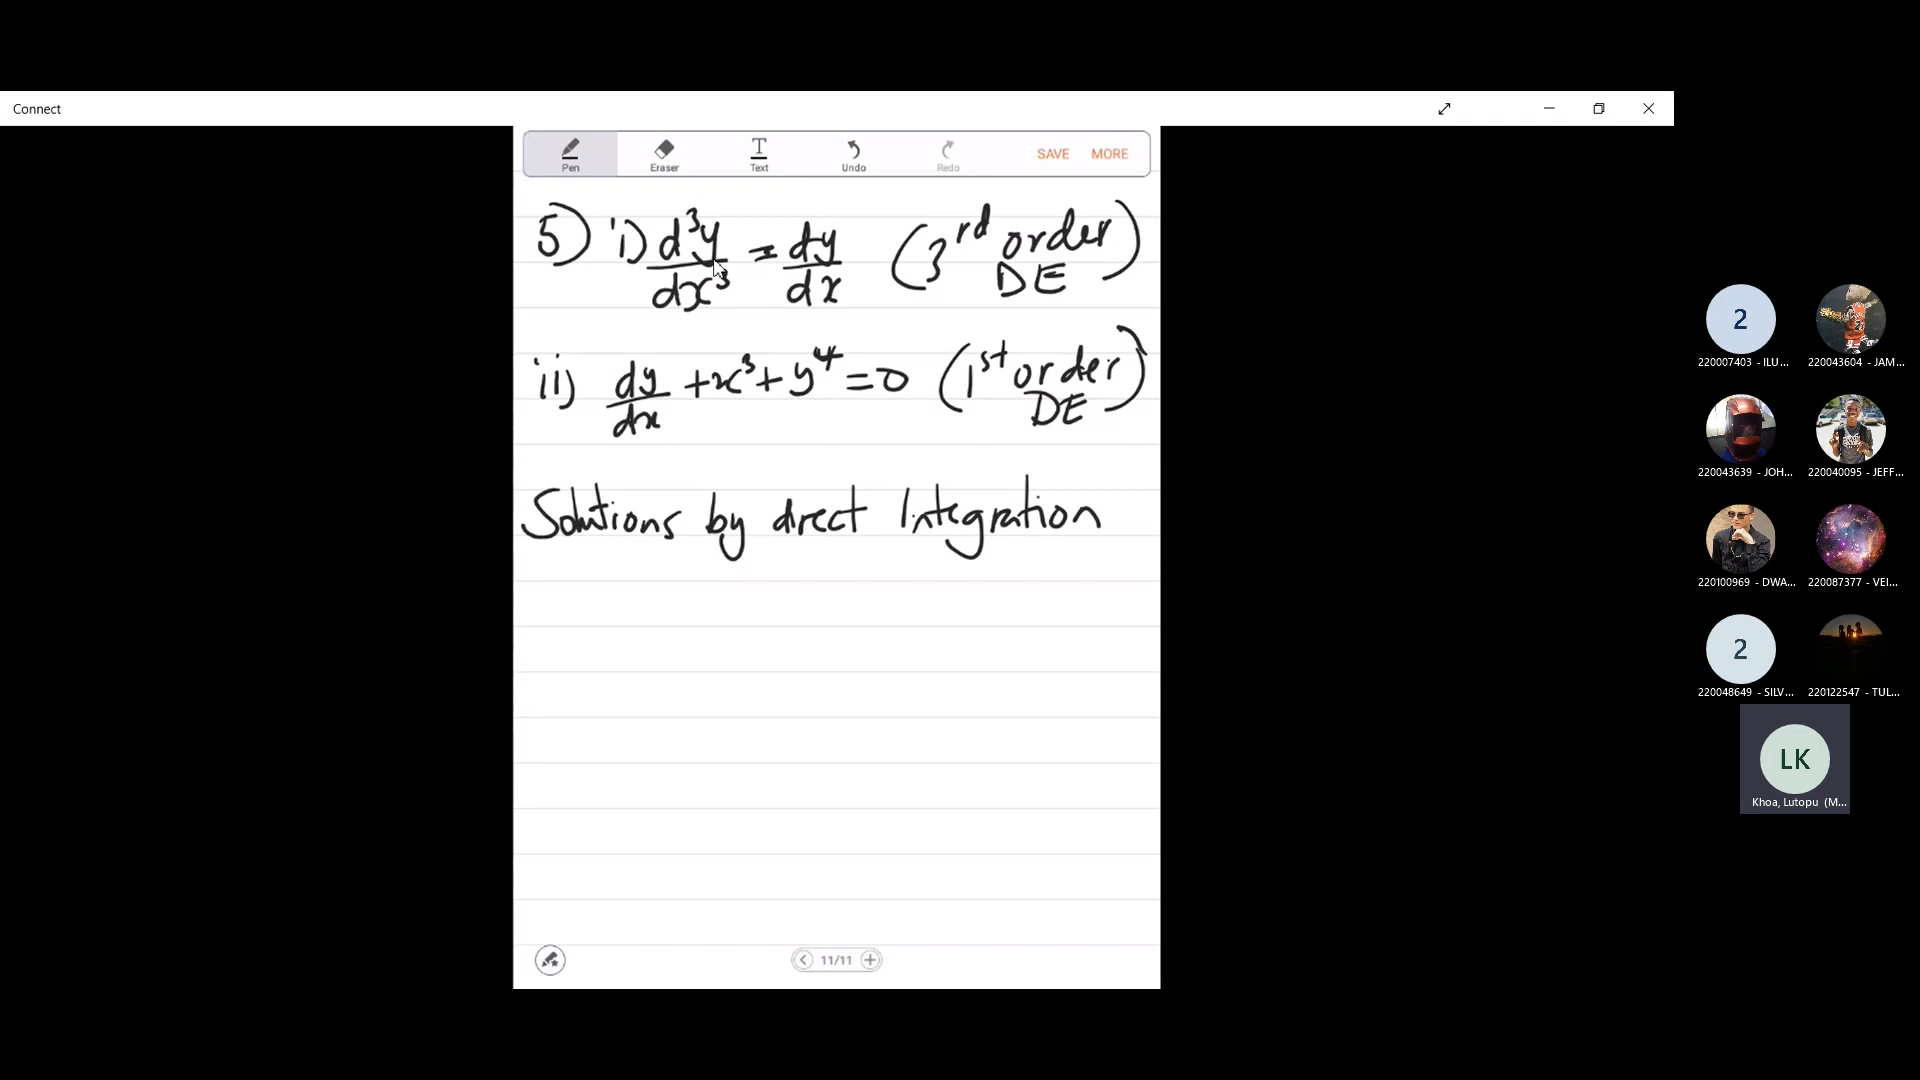 Connect
Pen
Eraser
Text
Undo
Redo
SAVE
MORE
5) i) d³y/dx³ = dy/dx (3rd order DE)
ii) dy/dx + x³ + y⁴ = 0 (1st order DE)
Solutions by direct Integration
11/11
2
220007403 - ILU...
220043604 - JAM...
220043639 - JOH...
220040095 - JEFF...
220100969 - DWA...
220087377 - VEI...
2
220048649 - SILV...
220122547 - TUL...
LK
Khoa, Lutopu (M...